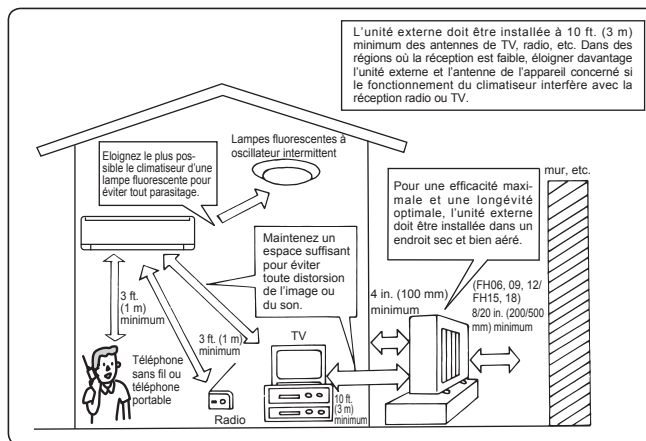 L'unité externe doit être installée à 10 ft. (3 m)
minimum des antennes de TV, radio, etc. Dans des
régions où la réception est faible, éloigner davantage
l'unité externe et l'antenne de l'appareil concerné si
le fonctionnement du climatiseur interfère avec la
réception radio ou TV.
Lampes fluorescentes à
oscillateur intermittent
Eloignez le plus pos-
sible le climatiseur d'une
lampe fluorescente pour
éviter tout parasitage.
mur, etc.
Pour une efficacité maxi-
male et une longévité
optimale, l'unité externe
doit être installée dans un
endroit sec et bien aéré.
Maintenez un
espace suffisant
pour éviter
toute distorsion
de l'image ou
du son.
3 ft.
(1 m)
minimum
4 in. (100 mm)
minimum
(FH06, 09, 12/
FH15, 18)
8/20 in. (200/500
mm) minimum
3 ft. (1 m)
minimum
TV
Téléphone
sans fil ou
téléphone
portable
Radio
10 ft.
(3 m)
minimum